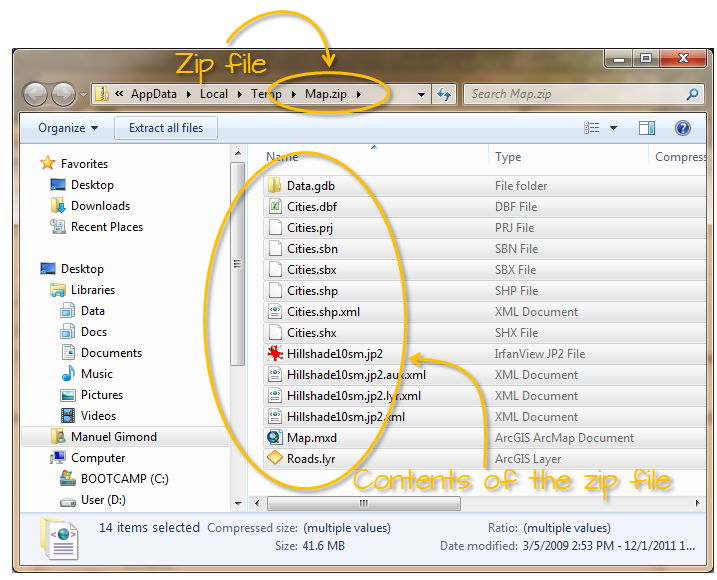 Zip file
« AppData ▸ Local ▸ Temp ▸ Map.zip ▸
Search Map.zip
Organize ▾ Extract all files
Favorites
Desktop
Downloads
Recent Places
Desktop
Libraries
Data
Docs
Documents
Music
Pictures
Videos
Manuel Gimond
Computer
BOOTCAMP (C:)
User (D:)
Name Type Compress
Data.gdb File folder
Cities.dbf DBF File
Cities.prj PRJ File
Cities.sbn SBN File
Cities.sbx SBX File
Cities.shp SHP File
Cities.shp.xml XML Document
Cities.shx SHX File
Hillshade10sm.jp2 IrfanView JP2 File
Hillshade10sm.jp2.aux.xml XML Document
Hillshade10sm.jp2.lyr.xml XML Document
Hillshade10sm.jp2.xml XML Document
Map.mxd ArcGIS ArcMap Document
Roads.lyr ArcGIS Layer
Contents of the zip file
14 items selected Compressed size: (multiple values) Ratio: (multiple values)
Size: 41.6 MB Date modified: 3/5/2009 2:53 PM - 12/1/2011 1...